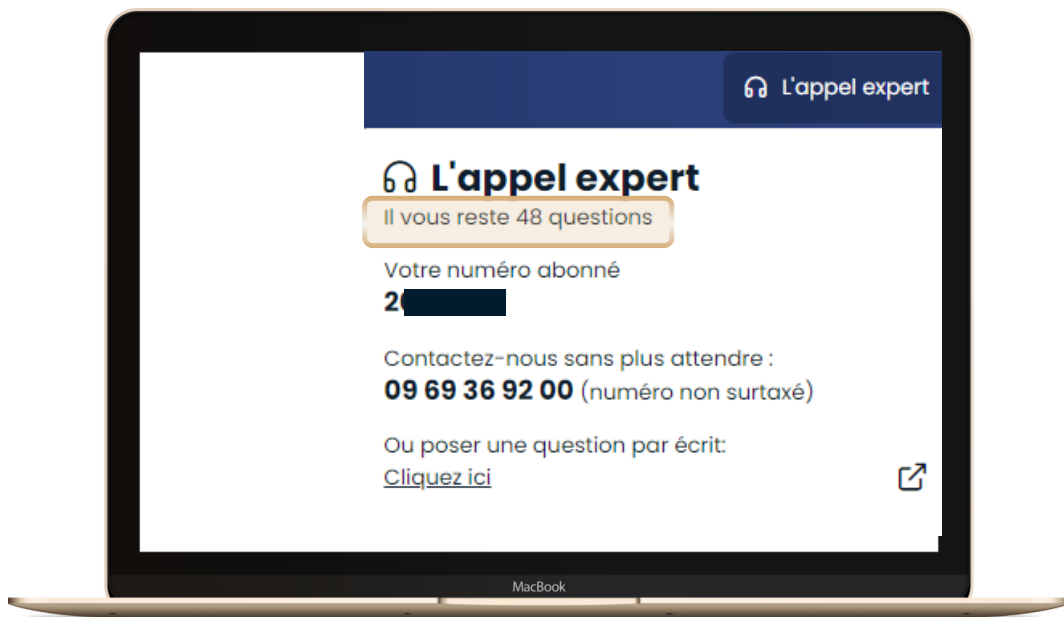 L'appel expert
L'appel expert
Il vous reste 48 questions
Votre numéro abonné
2
Contactez-nous sans plus attendre :
09 69 36 92 00 (numéro non surtaxé)
Ou poser une question par écrit:
Cliquez ici
MacBook